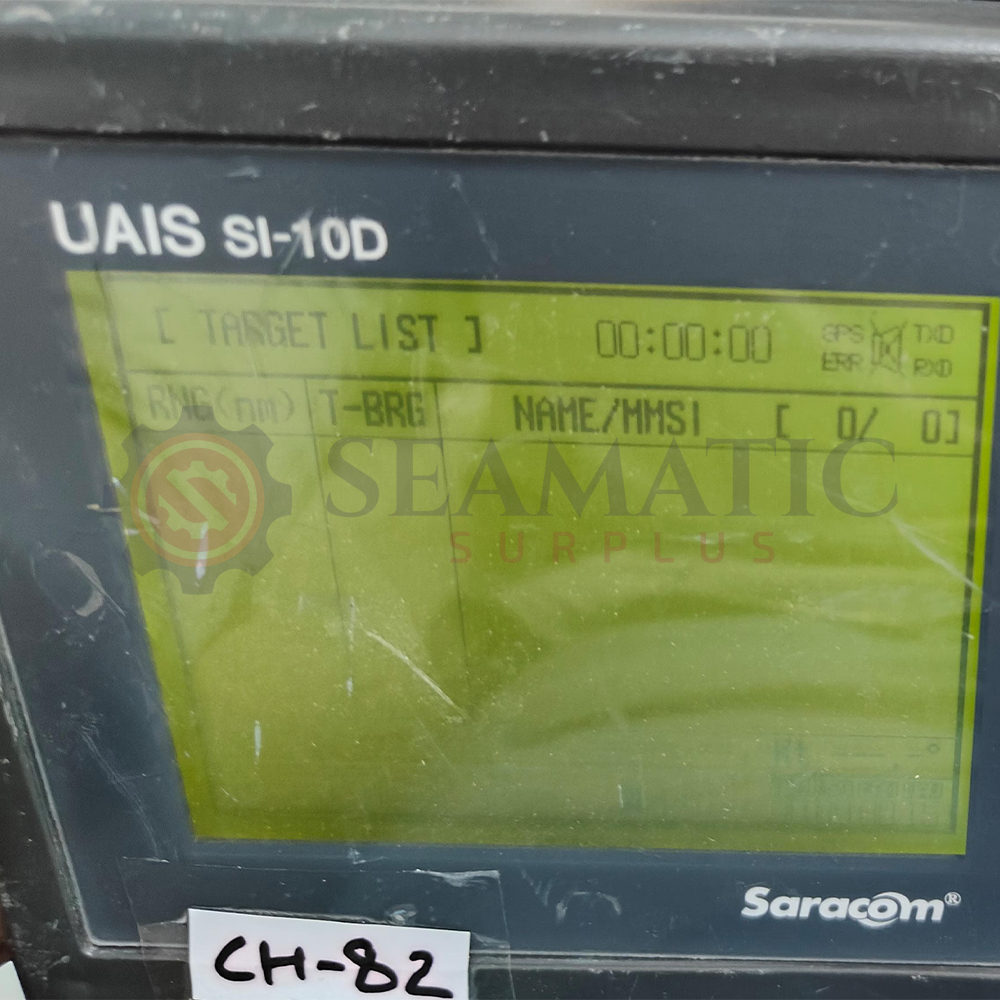 UAIS SI-10D
[ TARGET LIST ] 00:00:00 GPS ERR TXD RXD
RNG(nm) T-BRG NAME/MMSI [ 0/ 0]
SEAMATIC
SURPLUS
Saracom®
CH-82